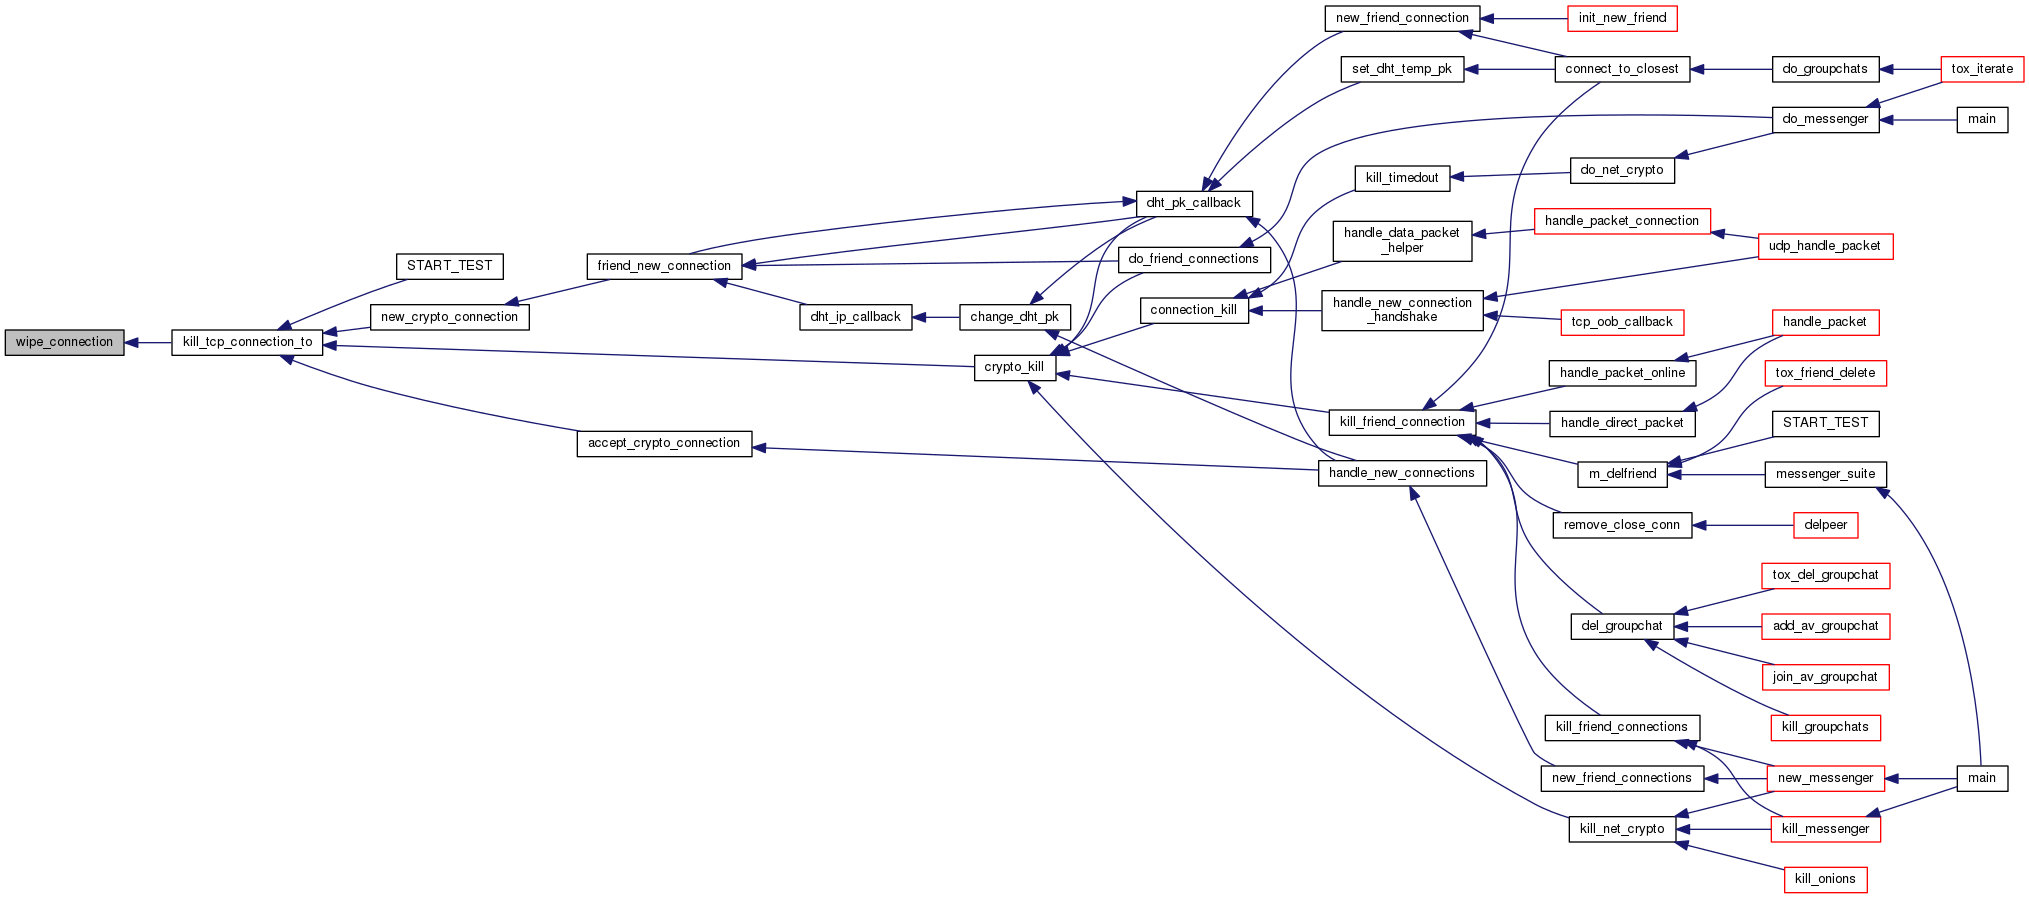 new_friend_connection
init_new_friend
set_dht_temp_pk
connect_to_closest
do_groupchats
tox_iterate
do_messenger
main
kill_timedout
do_net_crypto
dht_pk_callback
handle_data_packet
_helper
handle_packet_connection
udp_handle_packet
START_TEST
friend_new_connection
do_friend_connections
new_crypto_connection
dht_ip_callback
change_dht_pk
connection_kill
handle_new_connection
_handshake
tcp_oob_callback
handle_packet
wipe_connection
kill_tcp_connection_to
crypto_kill
handle_packet_online
tox_friend_delete
kill_friend_connection
handle_direct_packet
START_TEST
accept_crypto_connection
handle_new_connections
m_delfriend
messenger_suite
remove_close_conn
delpeer
tox_del_groupchat
del_groupchat
add_av_groupchat
join_av_groupchat
kill_friend_connections
kill_groupchats
new_friend_connections
new_messenger
main
kill_net_crypto
kill_messenger
kill_onions